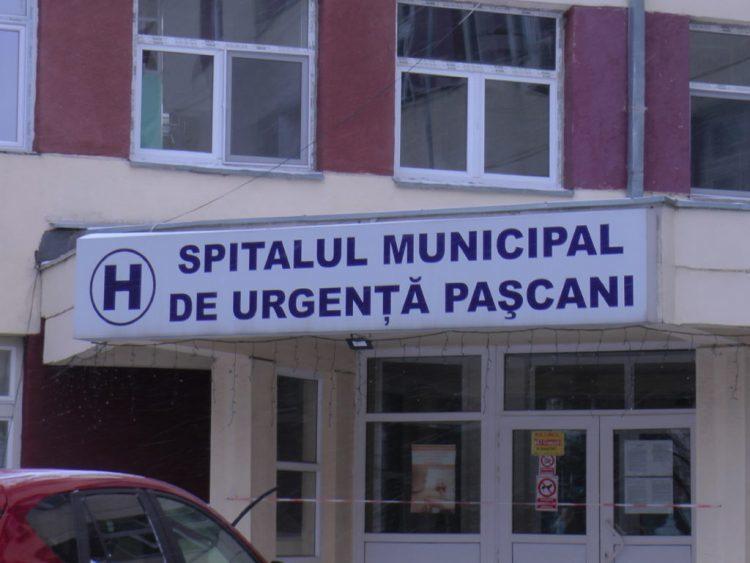 H
SPITALUL MUNICIPAL
DE URGENȚĂ PAŞCANI